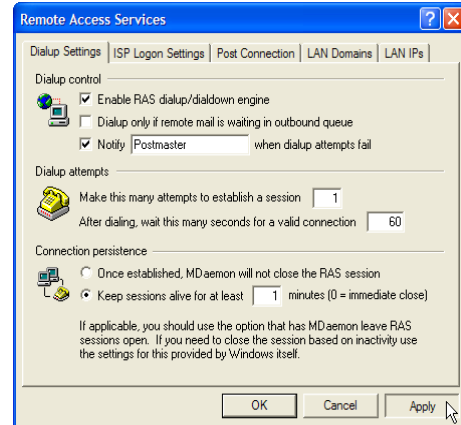 Remote Access Services
Dialup Settings ISP Logon Settings Post Connection LAN Domains LAN IPs
Dialup control
Enable RAS dialup/dialdown engine
Dialup only if remote mail is waiting in outbound queue
Notify Postmaster when dialup attempts fail
Dialup attempts
Make this many attempts to establish a session 1
After dialing, wait this many seconds for a valid connection 60
Connection persistence
Once established, MDaemon will not close the RAS session
Keep sessions alive for at least 1 minutes (0 = immediate close)
If applicable, you should use the option that has MDaemon leave RAS
sessions open. If you need to close the session based on inactivity use
the settings for this provided by Windows itself.
OK Cancel Apply